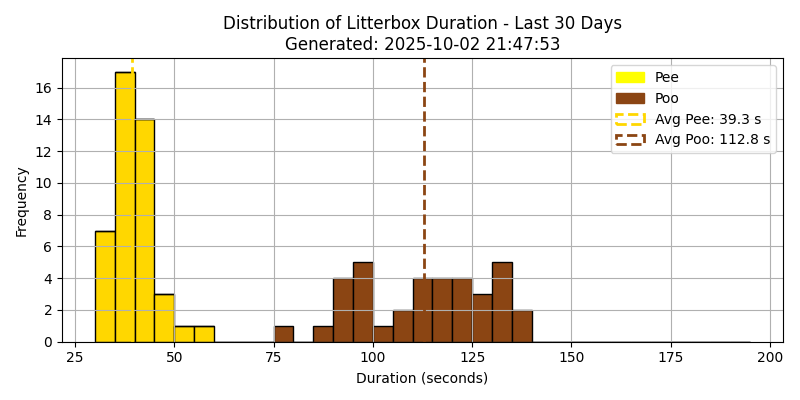 Distribution of Litterbox Duration - Last 30 Days
Generated: 2025-10-02 21:47:53
Pee
Poo
Avg Pee: 39.3 s
Avg Poo: 112.8 s
Frequency
16
14
12
10
8
6
4
2
0
25
50
75
100
125
150
175
200
Duration (seconds)